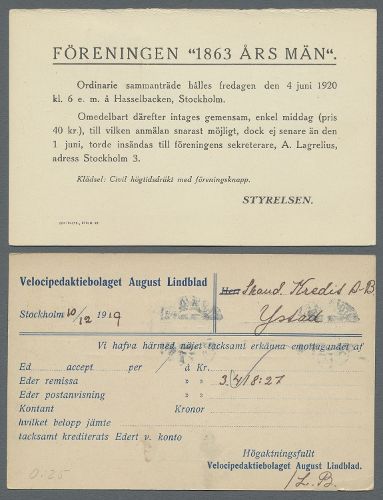 FÖRENINGEN "1863 ÅRS MÄN".
Ordinarie sammanträde hålles fredagen den 4 juni 1920
kl. 6 e. m. å Hasselbacken, Stockholm.
Omedelbart därefter intages gemensam, enkel middag (pris
40 kr.), till vilken anmälan snarast möjligt, dock ej senare än den
1 juni, torde insändas till föreningens sekreterare, A. Lagrelius,
adress Stockholm 3.
Klädsel: Civil högtidsdräkt med föreningsknapp.
STYRELSEN.
Velocipedaktiebolaget August Lindblad
Herr Skand. Kredit A-B
Stockholm 10/12 1919
Ystad
Vi hafva härmed nöjet tacksamt erkänna emottagandet af
Ed accept per å Kr.
Eder remissa 3/4 8:27
Eder postanvisning
Kontant Kronor
hvilket belopp jämte
tacksamt krediterats Edert v. konto
Högaktningsfullt
Velocipedaktiebolaget August Lindblad.
/L. B.
0:25